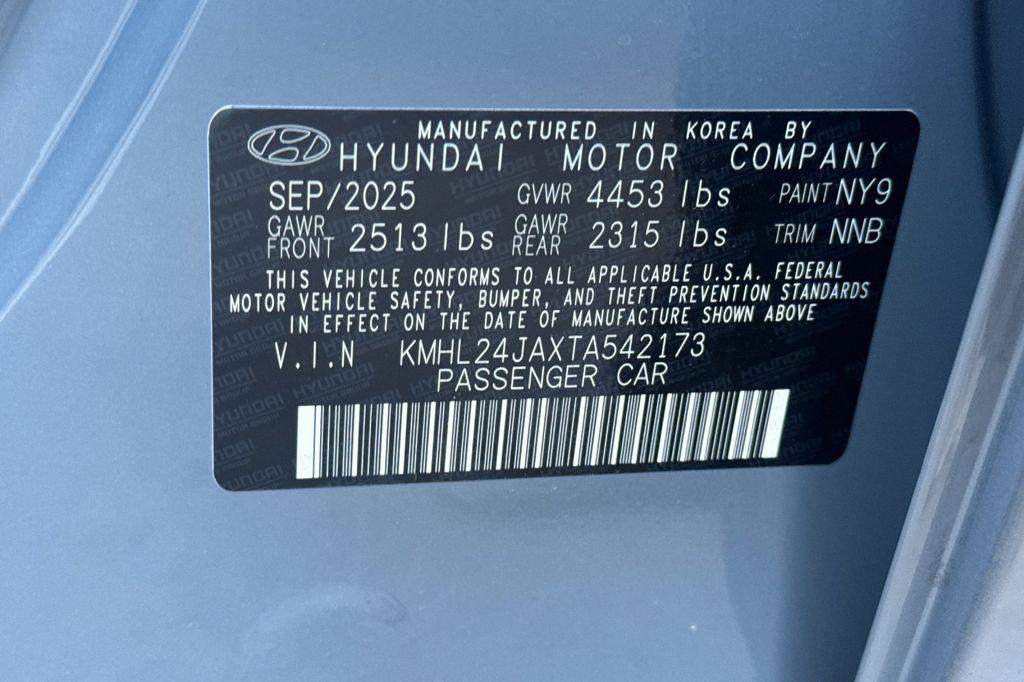 MANUFACTURED IN KOREA BY
HYUNDAI MOTOR COMPANY
SEP/2025 GVWR 4453 lbs PAINT NY9
GAWR FRONT 2513 lbs GAWR REAR 2315 lbs TRIM NNB
THIS VEHICLE CONFORMS TO ALL APPLICABLE U.S.A. FEDERAL
MOTOR VEHICLE SAFETY, BUMPER, AND THEFT PREVENTION STANDARDS
IN EFFECT ON THE DATE OF MANUFACTURE SHOWN ABOVE
V.I.N KMHL24JAXTA542173
PASSENGER CAR